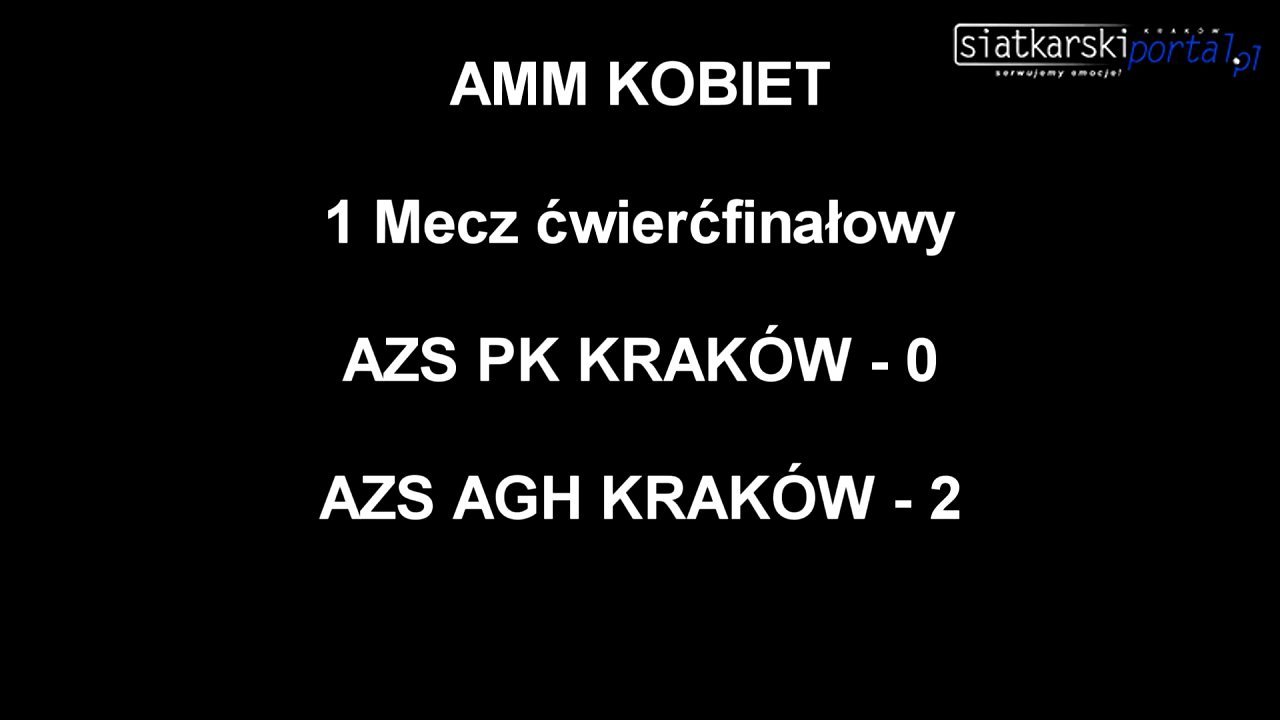 KRAKÓW
siatkarskiportal.pl
serwujemy emocje!
AMM KOBIET
1 Mecz ćwierćfinałowy
AZS PK KRAKÓW - 0
AZS AGH KRAKÓW - 2